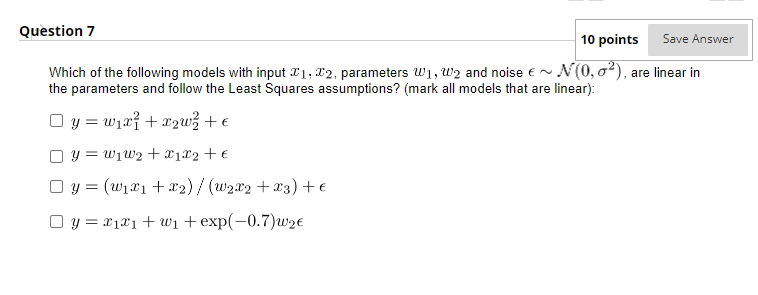 Question 7
10 points
Save Answer
Which of the following models with input x₁, x₂, parameters w₁, w₂ and noise ϵ ∼ 𝒩(0, σ²), are linear in
the parameters and follow the Least Squares assumptions? (mark all models that are linear):
y = w₁x₁² + x₂w₂² + ϵ
y = w₁w₂ + x₁x₂ + ϵ
y = (w₁x₁ + x₂) / (w₂x₂ + x₃) + ϵ
y = x₁x₁ + w₁ + exp(−0.7)w₂ϵ